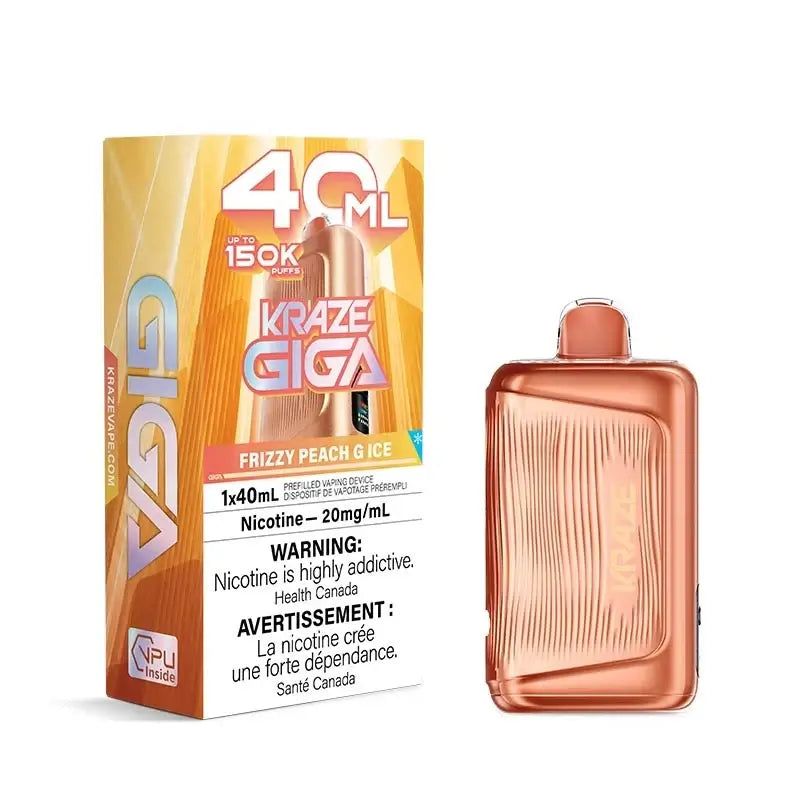 40ML
UP TO
150K
PUFFS
KRAZE
GIGA
FRIZZY PEACH G ICE
GIGA
1x40mL PREFILLED VAPING DEVICE
DISPOSITIF DE VAPOTAGE PRÉREMPLI
Nicotine — 20mg/mL
WARNING:
Nicotine is highly addictive.
Health Canada
AVERTISSEMENT :
La nicotine crée
une forte dépendance.
Santé Canada
GIGA
KRAZEVAPE.COM
VPU
Inside
KRAZE